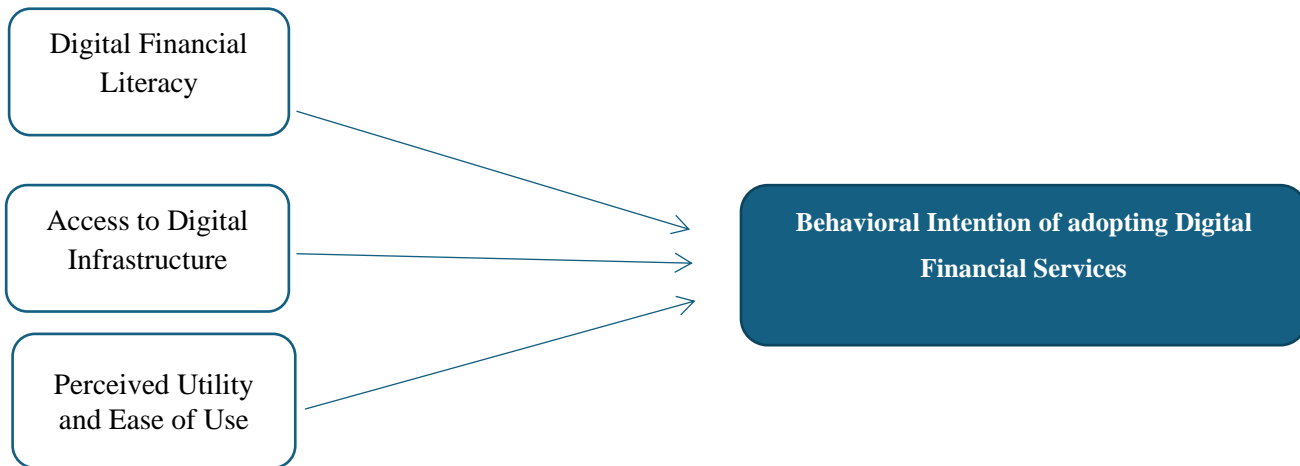 Digital Financial
Literacy
Access to Digital
Infrastructure
Perceived Utility
and Ease of Use
Behavioral Intention of adopting Digital
Financial Services